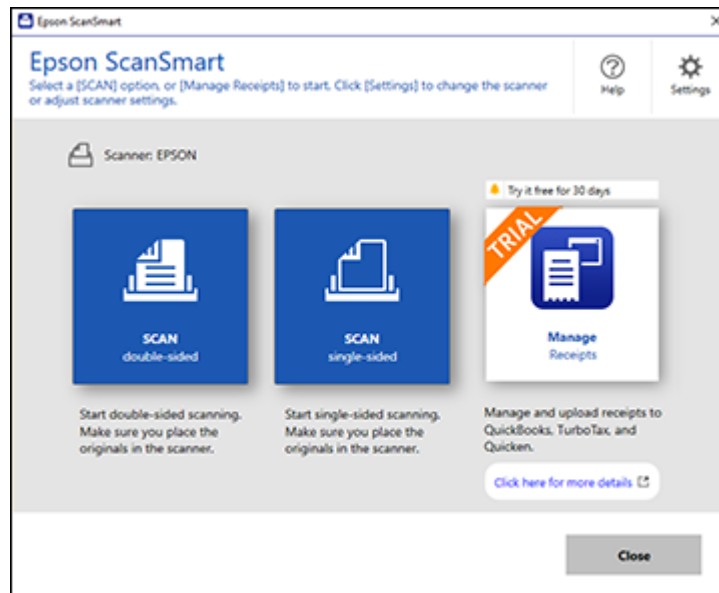 Epson ScanSmart
Epson ScanSmart
Select a [SCAN] option, or [Manage Receipts] to start. Click [Settings] to change the scanner
or adjust scanner settings.
Help
Settings
Scanner: EPSON
Try it free for 30 days
TRIAL
SCAN
double-sided
SCAN
single-sided
Manage
Receipts
Start double-sided scanning.
Make sure you place the
originals in the scanner.
Start single-sided scanning.
Make sure you place the
originals in the scanner.
Manage and upload receipts to
QuickBooks, TurboTax, and
Quicken.
Click here for more details
Close